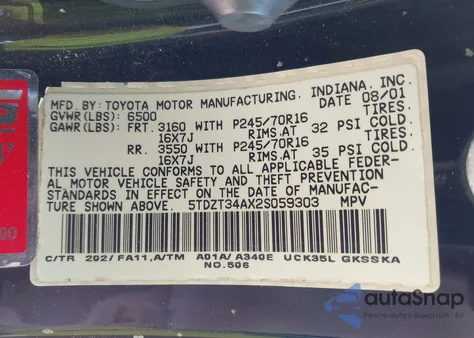 MFD. BY: TOYOTA MOTOR MANUFACTURING, INDIANA, INC.
GVWR (LBS): 6500 DATE 08/01
GAWR(LBS): FRT. 3160 WITH P245/70R16 TIRES.
16X7J RIMS.AT 32 PSI COLD.
RR. 3550 WITH P245/70R16 TIRES.
16X7J RIMS.AT 35 PSI COLD.
THIS VEHICLE CONFORMS TO ALL APPLICABLE FEDER-
AL MOTOR VEHICLE SAFETY AND THEFT PREVENTION
STANDARDS IN EFFECT ON THE DATE OF MANUFAC-
TURE SHOWN ABOVE. 5TDZT34AX2S059303 MPV
C/TR 202/ FA11,A/TM A01A/ A340E UCK35L GKSSKA
NO.506
autoSnap